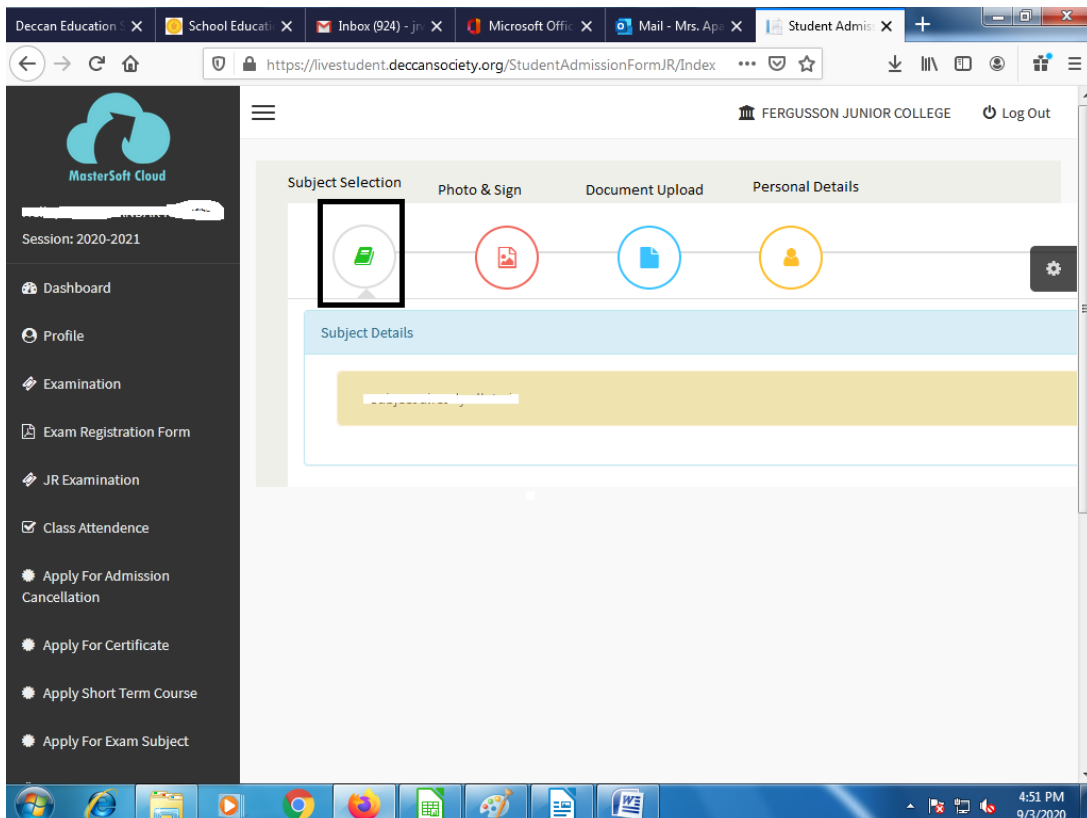 Deccan Education S
School Educati
Inbox (924) - jrv
Microsoft Offic
Mail - Mrs. Apa
Student Admiss
https://livestudent.deccansociety.org/StudentAdmissionFormJR/Index
MasterSoft Cloud
FERGUSSON JUNIOR COLLEGE
Log Out
Session: 2020-2021
Subject Selection
Photo & Sign
Document Upload
Personal Details
Subject Details
Dashboard
Profile
Examination
Exam Registration Form
JR Examination
Class Attendence
Apply For Admission
Cancellation
Apply For Certificate
Apply Short Term Course
Apply For Exam Subject
4:51 PM
9/3/2020